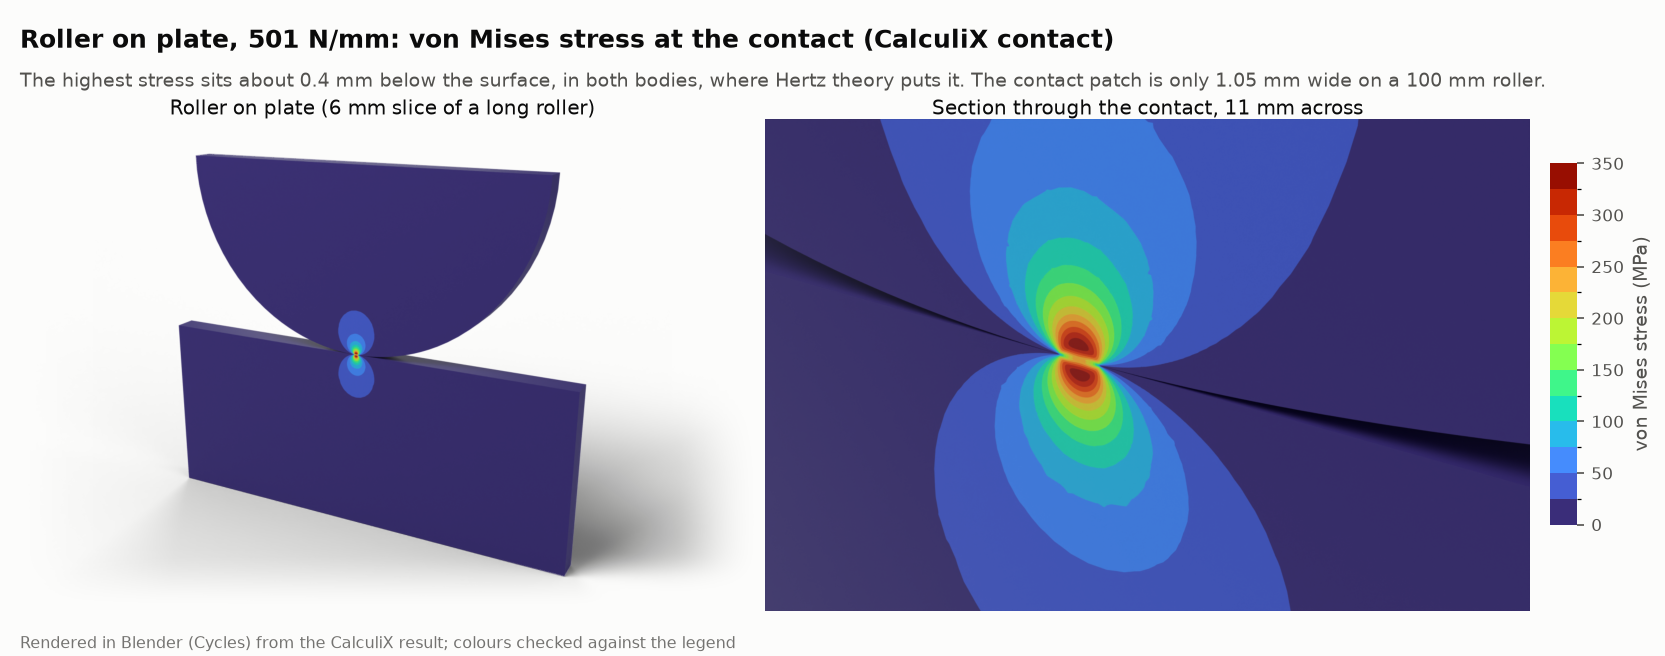 Roller on plate, 501 N/mm: von Mises stress at the contact (CalculiX contact)
The highest stress sits about 0.4 mm below the surface, in both bodies, where Hertz theory puts it. The contact patch is only 1.05 mm wide on a 100 mm roller.
Roller on plate (6 mm slice of a long roller)
Section through the contact, 11 mm across
350
300
250
200
150
100
50
0
von Mises stress (MPa)
Rendered in Blender (Cycles) from the CalculiX result; colours checked against the legend